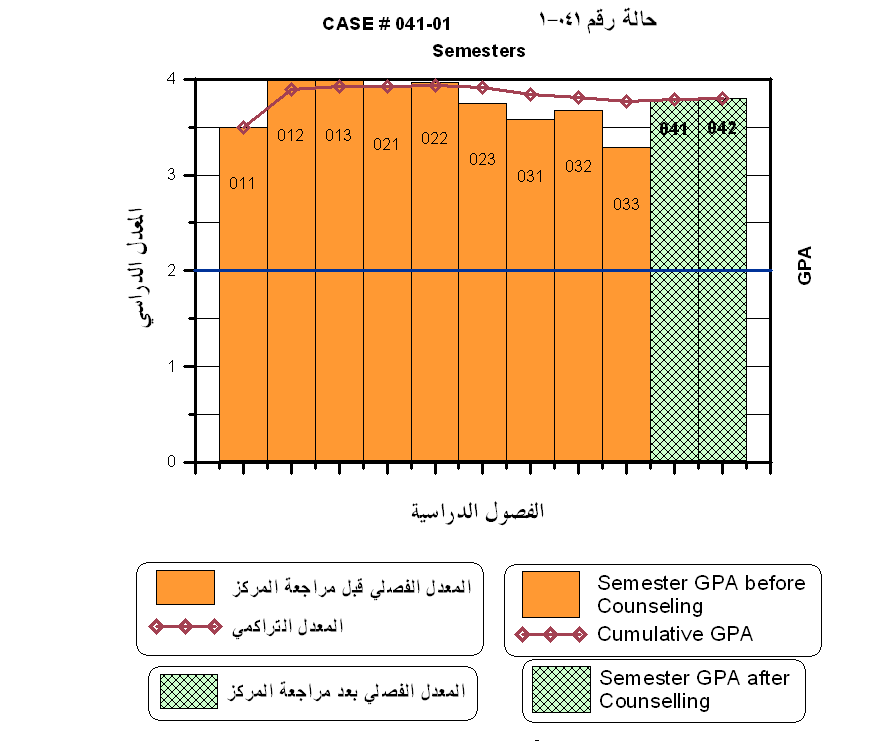 CASE # 041-01
حالة رقم ٠٤١-١
Semesters
4
3
2
1
0
011
012
013
021
022
023
031
032
033
041
042
المعدل الدراسي
GPA
الفصول الدراسية
المعدل الفصلي قبل مراجعة المركز
المعدل التراكمي
Semester GPA before
Counseling
Cumulative GPA
المعدل الفصلي بعد مراجعة المركز
Semester GPA after
Counselling